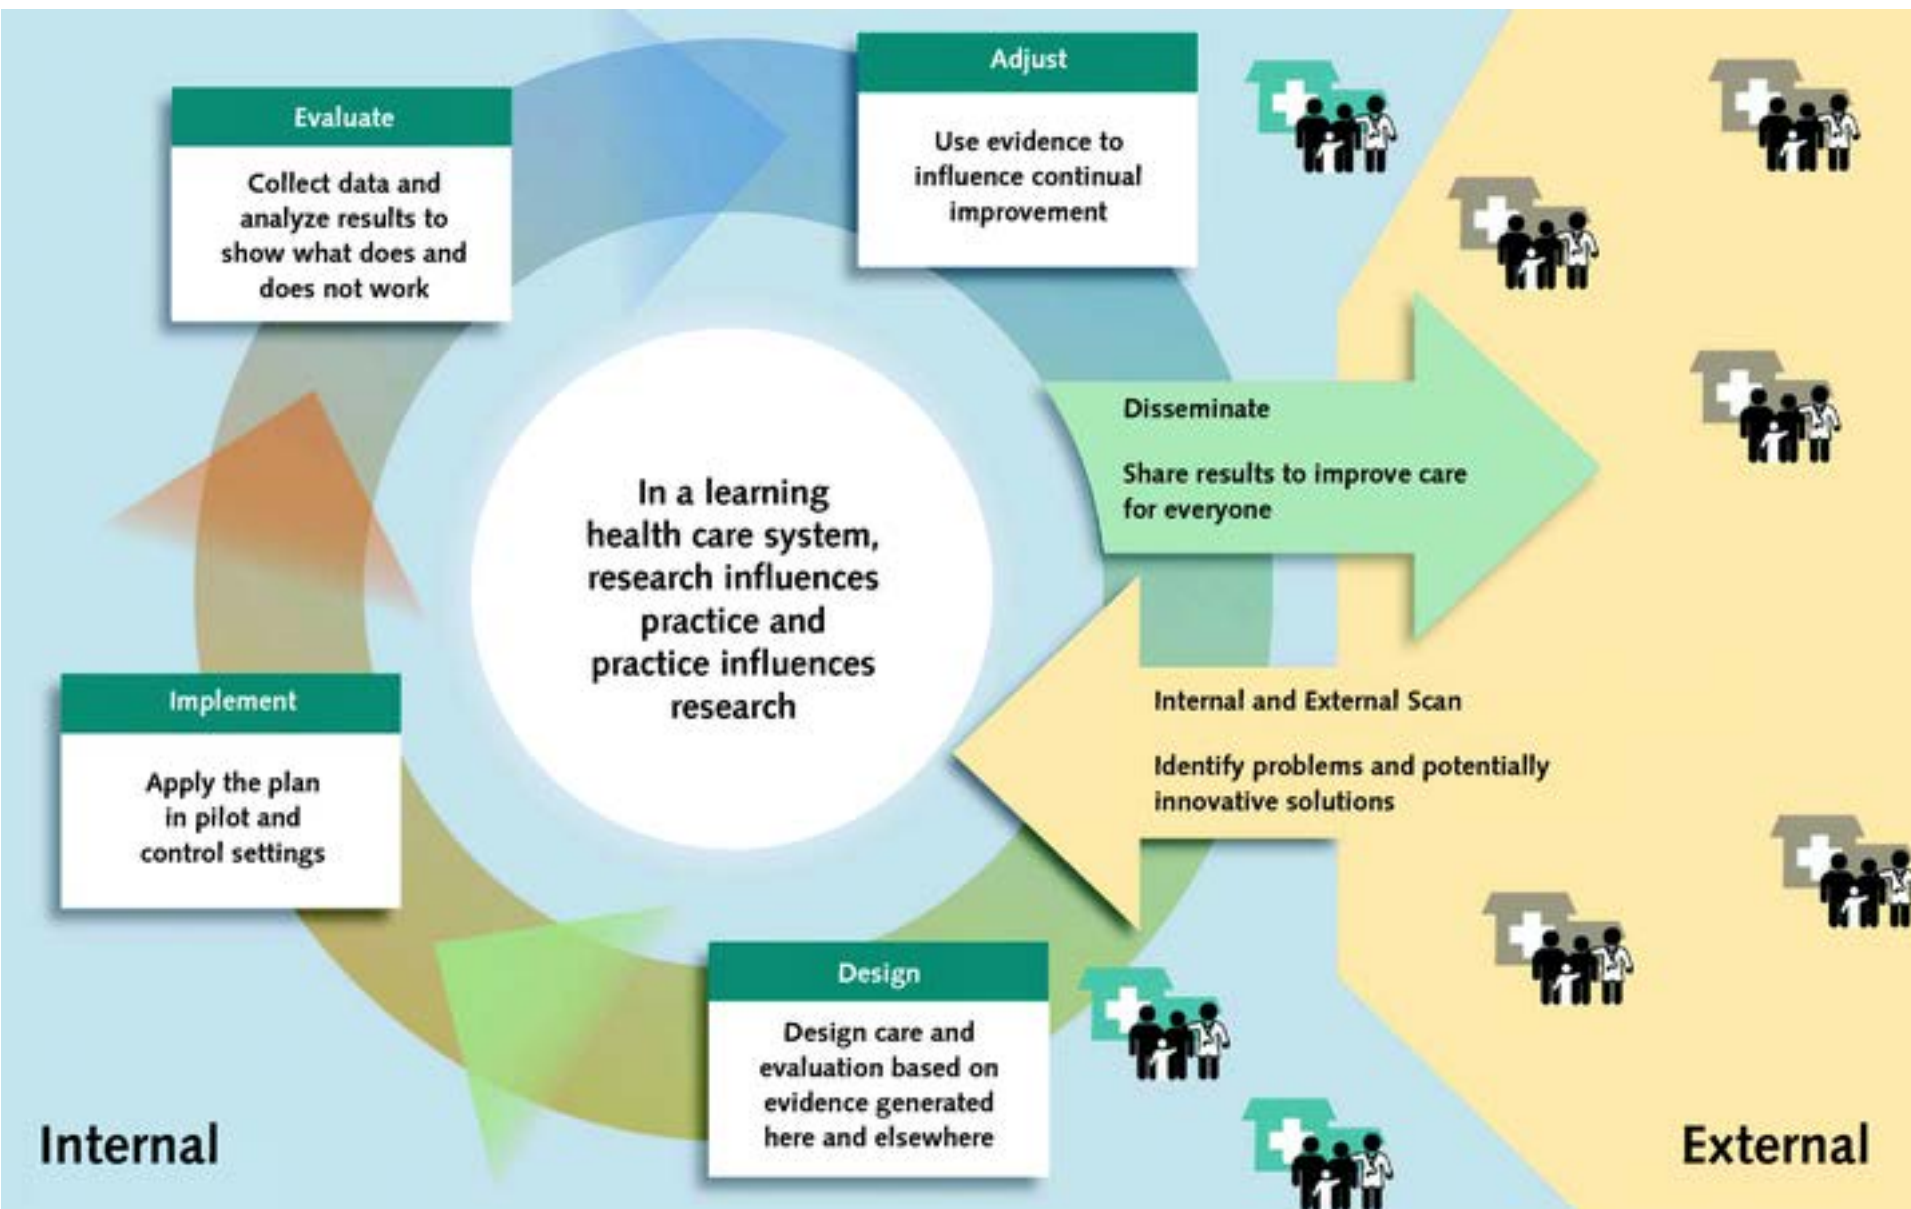 Adjust
Use evidence to
influence continual
improvement
Evaluate
Collect data and
analyze results to
show what does and
does not work
Disseminate
Share results to improve care
for everyone
In a learning
health care system,
research influences
practice and
practice influences
research
Internal and External Scan
Identify problems and potentially
innovative solutions
Implement
Apply the plan
in pilot and
control settings
Design
Design care and
evaluation based on
evidence generated
here and elsewhere
Internal
External